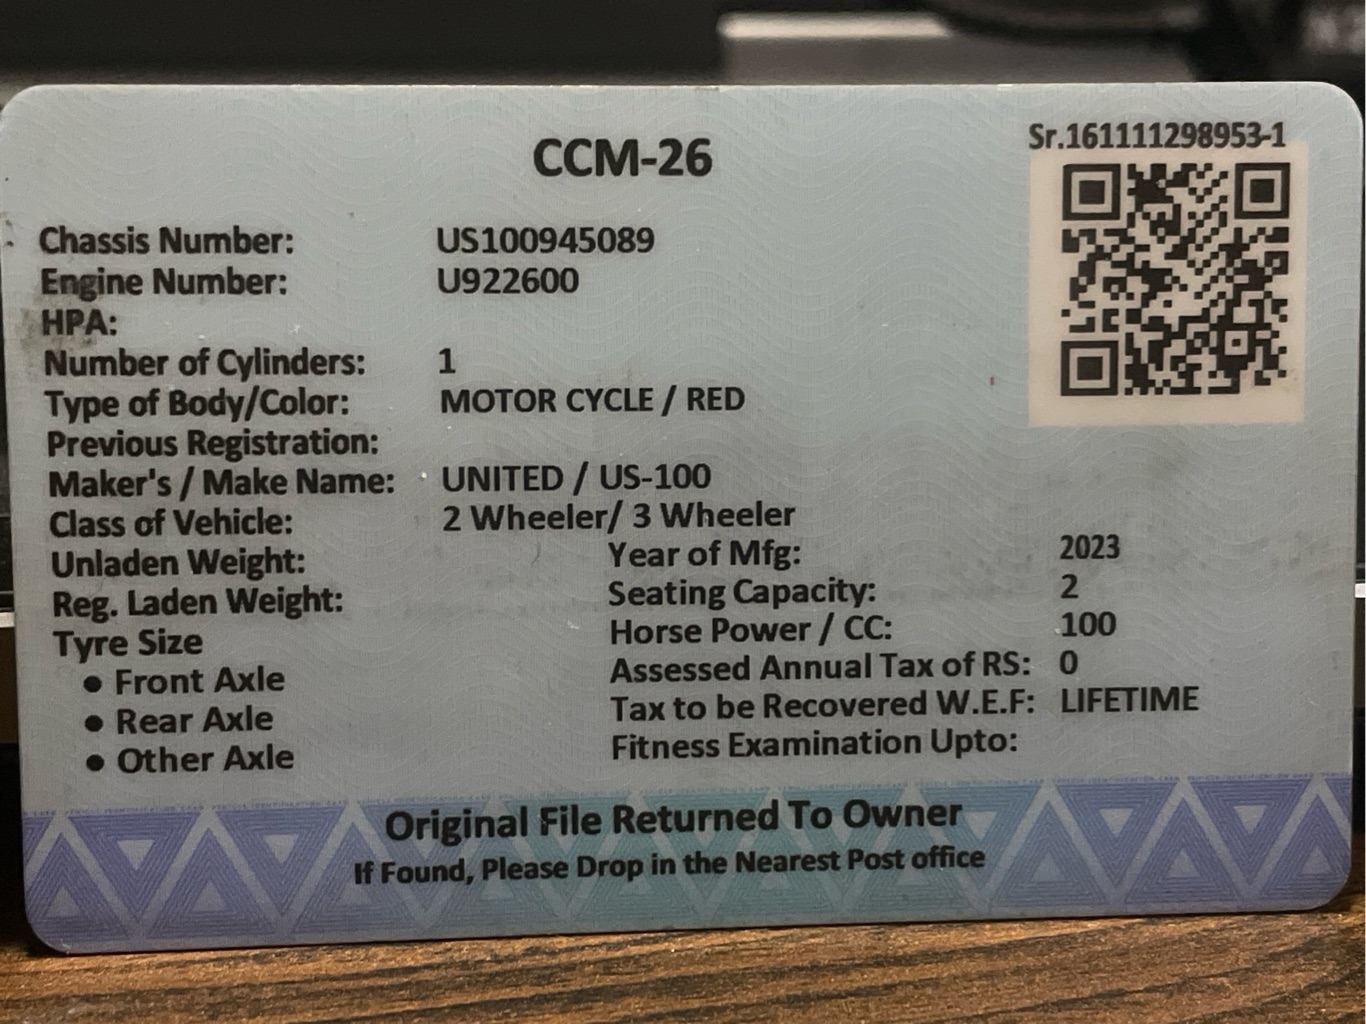 CCM-26
Sr.161111298953-1
Chassis Number: US100945089
Engine Number: U922600
HPA:
Number of Cylinders: 1
Type of Body/Color: MOTOR CYCLE / RED
Previous Registration:
Maker's / Make Name: UNITED / US-100
Class of Vehicle: 2 Wheeler/ 3 Wheeler
Unladen Weight:
Year of Mfg: 2023
Reg. Laden Weight:
Seating Capacity: 2
Tyre Size
Horse Power / CC: 100
• Front Axle
Assessed Annual Tax of RS: 0
• Rear Axle
Tax to be Recovered W.E.F: LIFETIME
• Other Axle
Fitness Examination Upto:
Original File Returned To Owner
If Found, Please Drop in the Nearest Post office